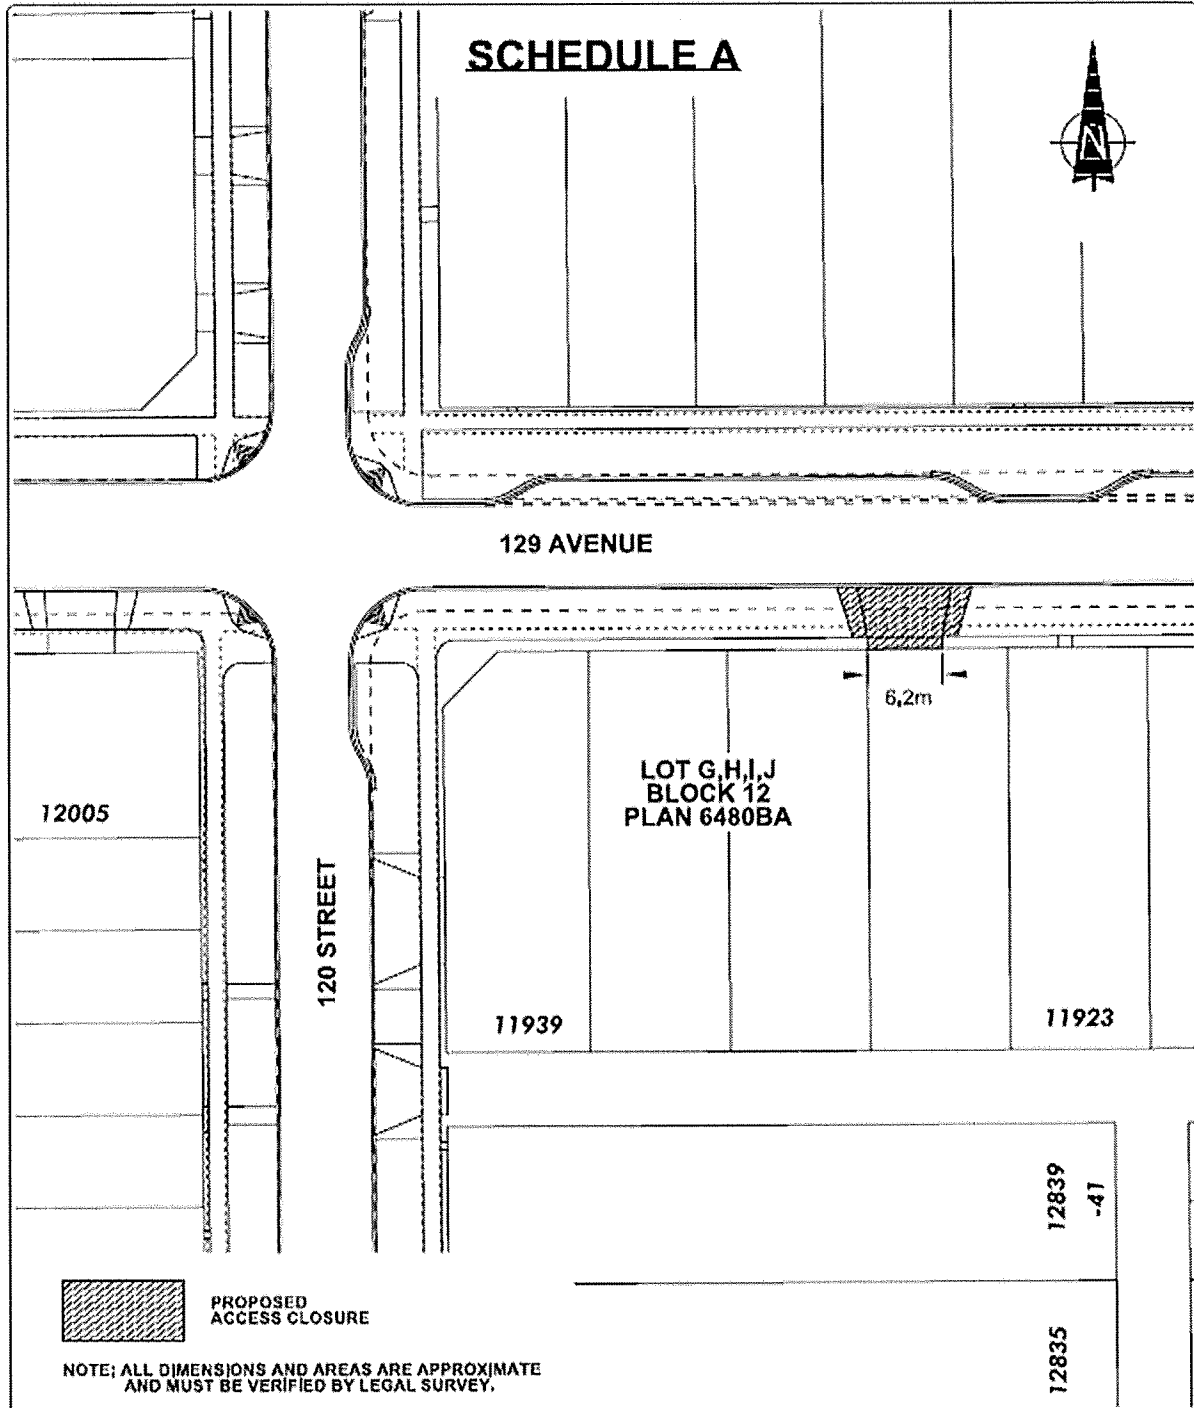 SCHEDULE A
N
129 AVENUE
6,2m
LOT G,H,I,J
BLOCK 12
PLAN 6480BA
12005
120 STREET
11939
11923
12839
-41
12835
PROPOSED
ACCESS CLOSURE
NOTE; ALL DIMENSIONS AND AREAS ARE APPROXIMATE
AND MUST BE VERIFIED BY LEGAL SURVEY.